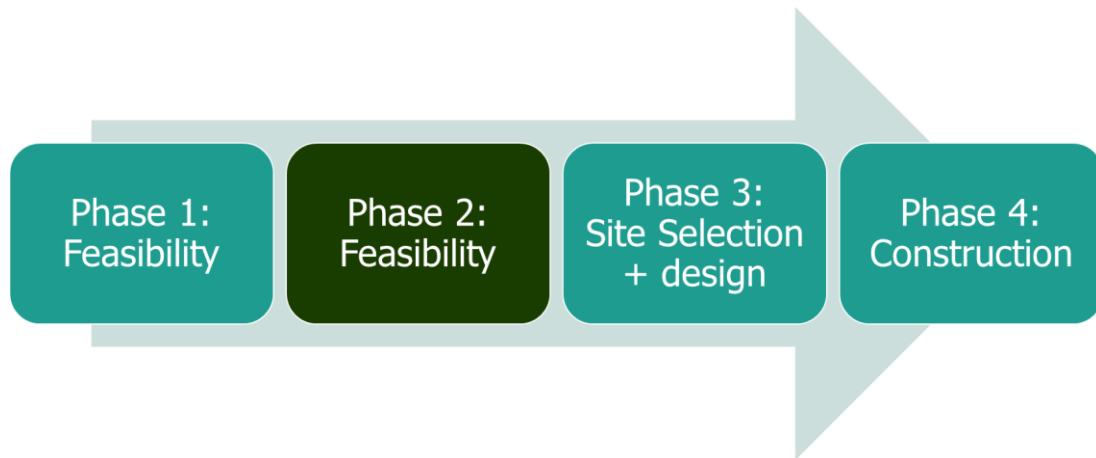 Phase 1:
Feasibility
Phase 2:
Feasibility
Phase 3:
Site Selection
+ design
Phase 4:
Construction